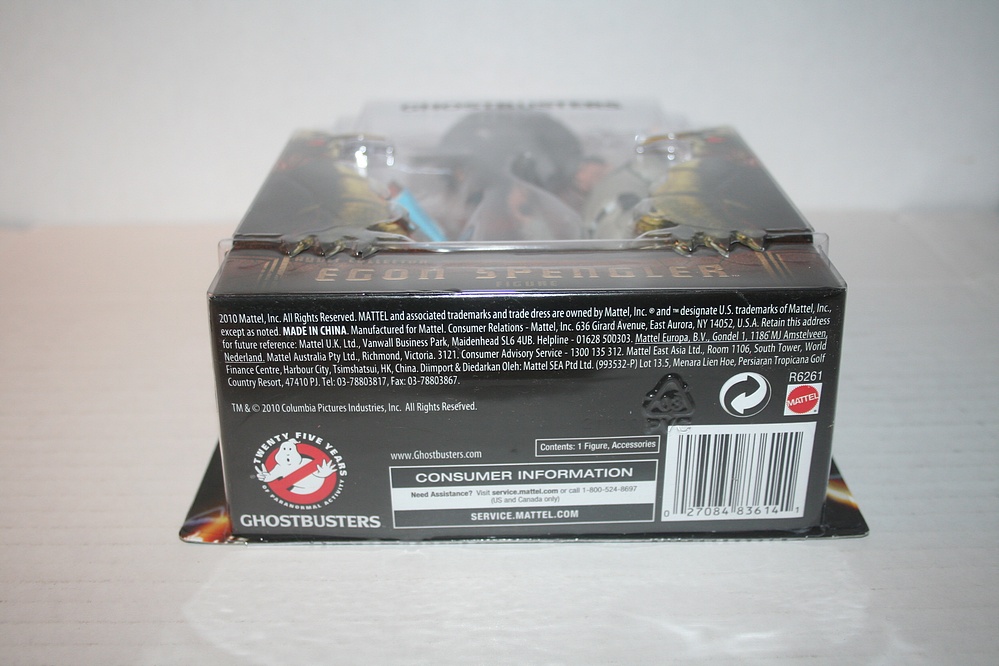 GHOSTBUSTERS
EGON SPENGLER™
FIGURE
2010 Mattel, Inc. All Rights Reserved. MATTEL and associated trademarks and trade dress are owned by Mattel, Inc. ® and ™ designate U.S. trademarks of Mattel, Inc.,
except as noted. MADE IN CHINA. Manufactured for Mattel. Consumer Relations - Mattel, Inc. 636 Girard Avenue, East Aurora, NY 14052, U.S.A. Retain this address
for future reference: Mattel U.K. Ltd., Vanwall Business Park, Maidenhead SL6 4UB. Helpline - 01628 500303. Mattel Europa, B.V., Gondel 1, 1186 MJ Amstelveen,
Nederland. Mattel Australia Pty Ltd., Richmond, Victoria. 3121. Consumer Advisory Service - 1300 135 312. Mattel East Asia Ltd., Room 1106, South Tower, World
Finance Centre, Harbour City, Tsimshatsui, HK, China. Diimport & Diedarkan Oleh: Mattel SEA Ptd Ltd. (993532-P) Lot 13.5, Menara Lien Hoe, Persiaran Tropicana Golf
Country Resort, 47410 PJ. Tel: 03-78803817, Fax: 03-78803867.
R6261
MATTEL
03
PVC
TM & © 2010 Columbia Pictures Industries, Inc. All Rights Reserved.
TWENTY FIVE YEARS
OF PARANORMAL ACTIVITY
GHOSTBUSTERS
www.Ghostbusters.com
Contents: 1 Figure, Accessories
CONSUMER INFORMATION
Need Assistance? Visit service.mattel.com or call 1-800-524-8697
(US and Canada only)
SERVICE.MATTEL.COM
0 27084 83614 1